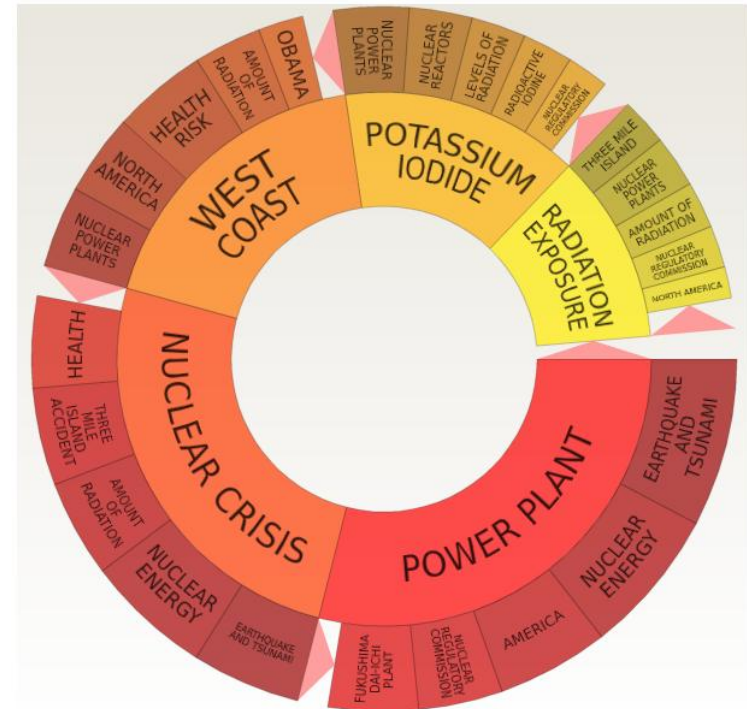 OBAMA
AMOUNT
OF
RADIATION
HEALTH
RISK
NORTH
AMERICA
NUCLEAR
POWER
PLANTS
WEST
COAST
NUCLEAR
POWER
PLANTS
NUCLEAR
REACTORS
LEVELS OF
RADIATION
RADIOACTIVE
IODINE
NUCLEAR
REGULATORY
COMMISSION
POTASSIUM
IODIDE
THREE MILE
ISLAND
NUCLEAR
POWER
PLANTS
AMOUNT OF
RADIATION
NUCLEAR
REGULATORY
COMMISSION
NORTH AMERICA
RADIATION
EXPOSURE
HEALTH
THREE
MILE
ISLAND
ACCIDENT
AMOUNT
OF
RADIATION
NUCLEAR
ENERGY
EARTHQUAKE
AND TSUNAMI
NUCLEAR CRISIS
POWER PLANT
EARTHQUAKE
AND
TSUNAMI
NUCLEAR
ENERGY
AMERICA
NUCLEAR
REGULATORY
COMMISSION
FUKUSHIMA
DAI-ICHI
PLANT